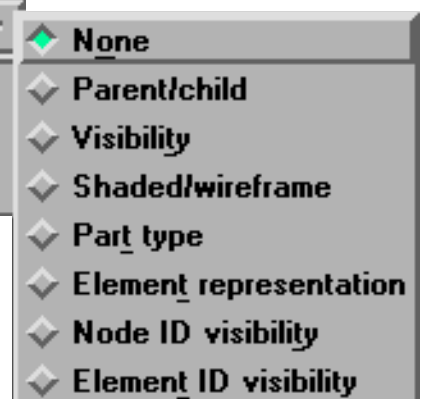 None
Parent/child
Visibility
Shaded/wireframe
Part type
Element representation
Node ID visibility
Element ID visibility